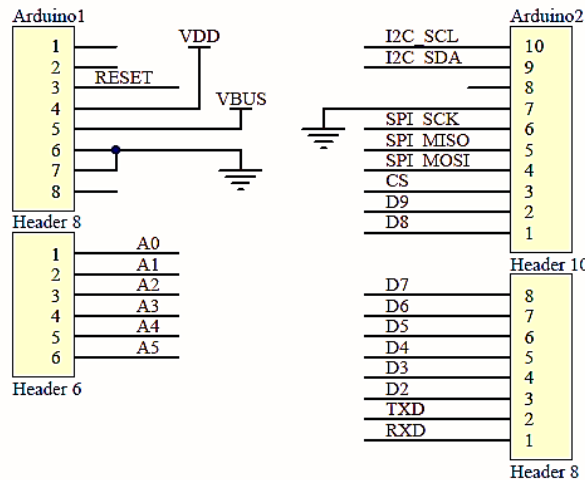 Arduino1
1
2
RESET
3
VDD
4
VBUS
5
6
7
8
Header 8
1 A0
2 A1
3 A2
4 A3
5 A4
6 A5
Header 6
Arduino2
I2C_SCL 10
I2C_SDA 9
8
7
SPI_SCK 6
SPI_MISO 5
SPI_MOSI 4
CS 3
D9 2
D8 1
Header 10
D7 8
D6 7
D5 6
D4 5
D3 4
D2 3
TXD 2
RXD 1
Header 8